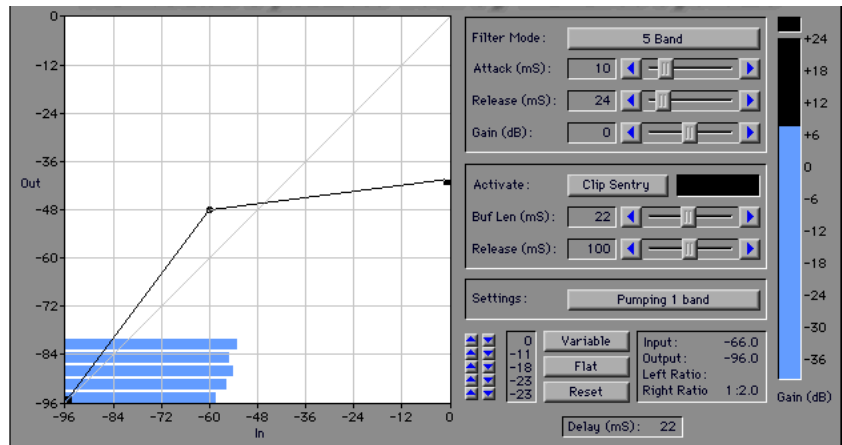 0
-12
-24
-36
Out
-48
-60
-72
-84
-96
-96 -84 -72 -60 -48 -36 -24 -12 0
In
Filter Mode: 5 Band
Attack (mS): 10
Release (mS): 24
Gain (dB): 0
Activate: Clip Sentry
Buf Len (mS): 22
Release (mS): 100
Settings: Pumping 1 band
0
-11
-18
-23
-23
Variable
Flat
Reset
Input: -66.0
Output: -96.0
Left Ratio:
Right Ratio 1:2.0
Delay (mS): 22
+24
+18
+12
+6
0
-6
-12
-18
-24
-30
-36
Gain (dB)